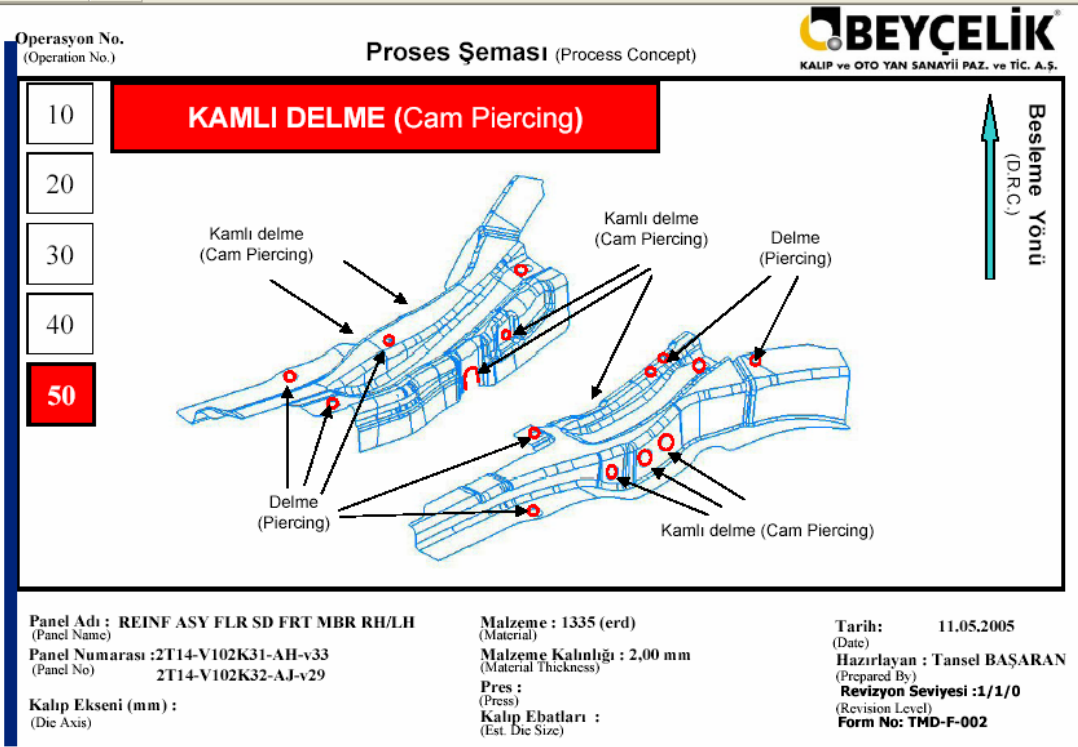 Operasyon No.
(Operation No.)
Proses Şeması (Process Concept)
BEYÇELİK
KALIP ve OTO YAN SANAYİİ PAZ. ve TİC. A.Ş.
10
20
30
40
50
KAMLI DELME (Cam Piercing)
Besleme Yönü
(D.R.C.)
Kamlı delme
(Cam Piercing)
Kamlı delme
(Cam Piercing)
Delme
(Piercing)
Delme
(Piercing)
Kamlı delme (Cam Piercing)
Panel Adı : REINF ASY FLR SD FRT MBR RH/LH
(Panel Name)
Panel Numarası :2T14-V102K31-AH-v33
(Panel No)
2T14-V102K32-AJ-v29
Kalıp Ekseni (mm) :
(Die Axis)
Malzeme : 1335 (erd)
(Material)
Malzeme Kalınlığı : 2,00 mm
(Material Thickness)
Pres :
(Press)
Kalıp Ebatları :
(Est. Die Size)
Tarih: 11.05.2005
(Date)
Hazırlayan : Tansel BAŞARAN
(Prepared By)
Revizyon Seviyesi :1/1/0
(Revision Level)
Form No: TMD-F-002